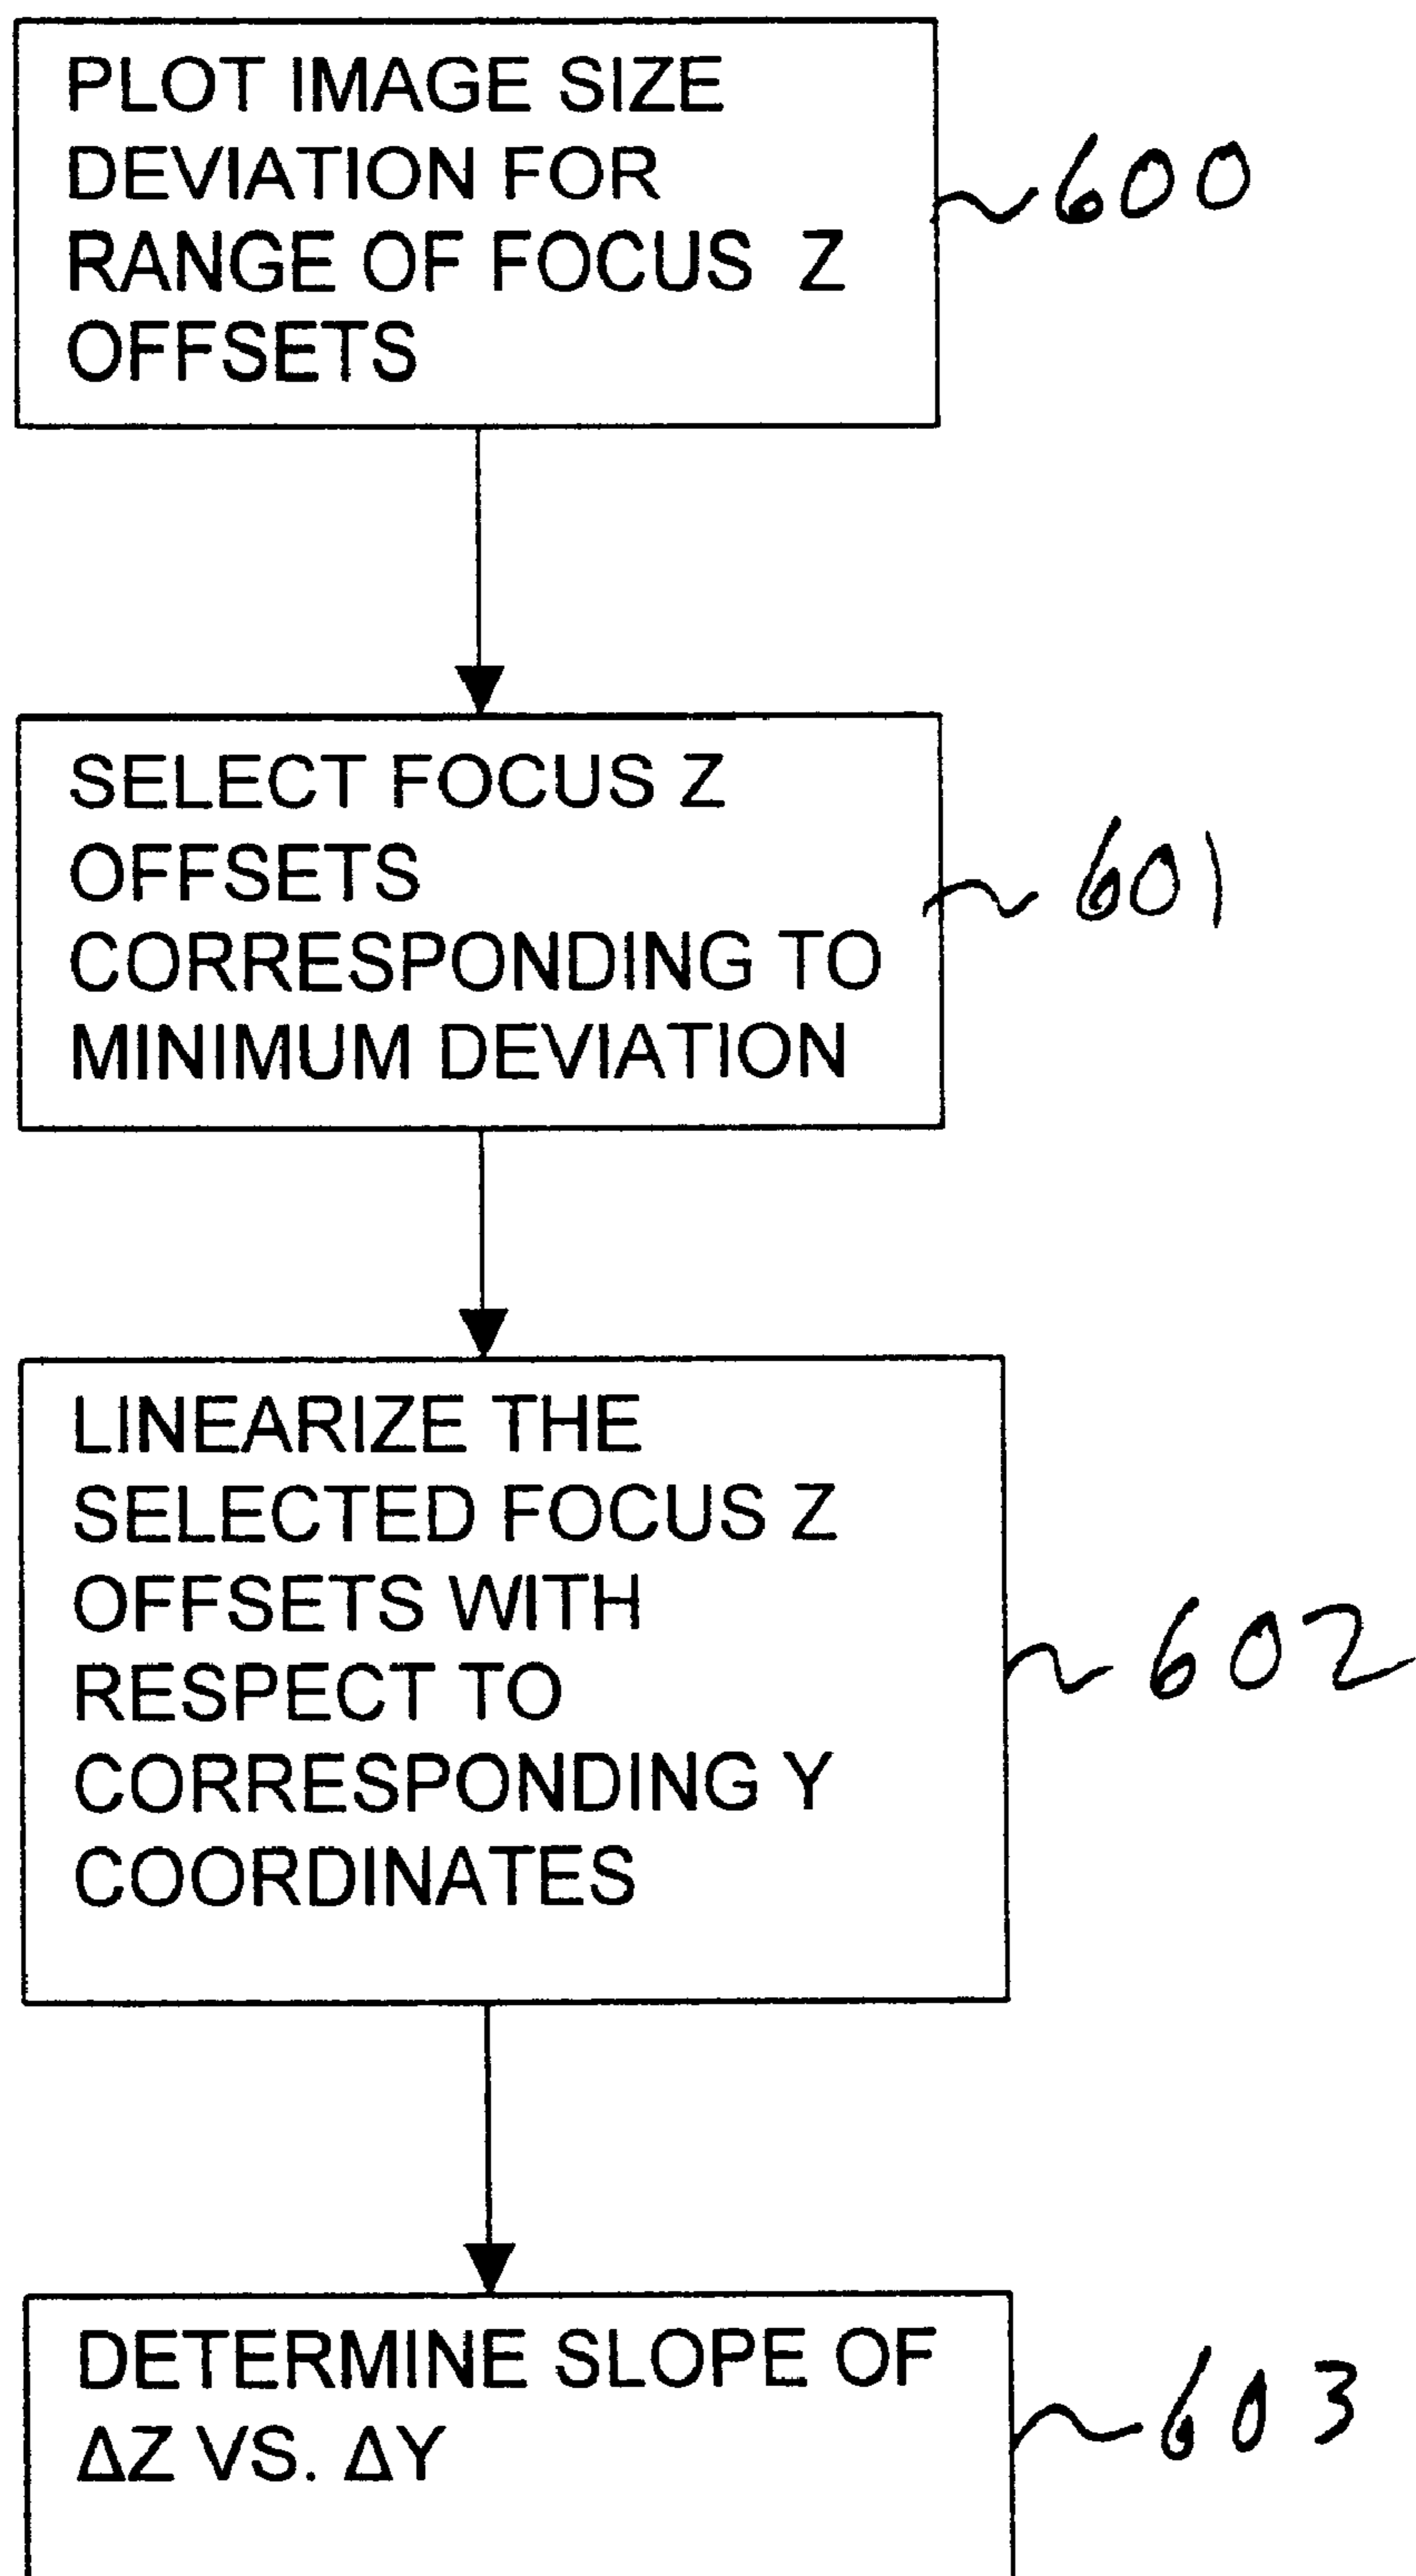 PLOT IMAGE SIZE
DEVIATION FOR
RANGE OF FOCUS Z
OFFSETS
600
SELECT FOCUS Z
OFFSETS
CORRESPONDING TO
MINIMUM DEVIATION
601
LINEARIZE THE
SELECTED FOCUS Z
OFFSETS WITH
RESPECT TO
CORRESPONDING Y
COORDINATES
602
DETERMINE SLOPE OF
ΔZ VS. ΔY
603